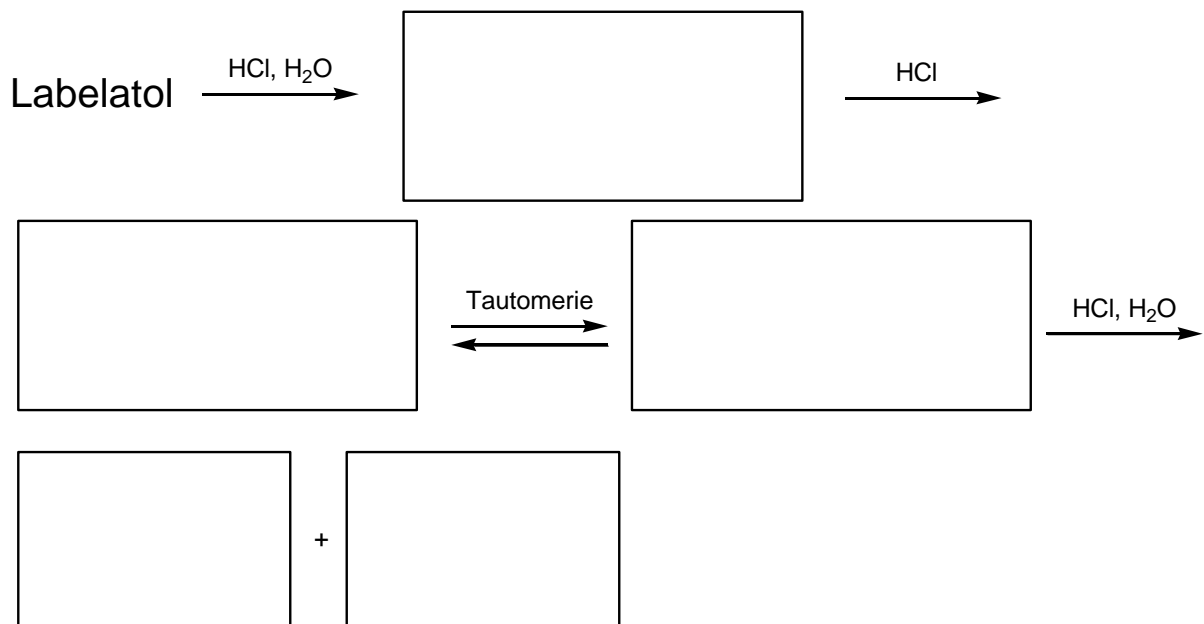 Labelatol
HCl, H₂O
HCl
Tautomerie
HCl, H₂O
+